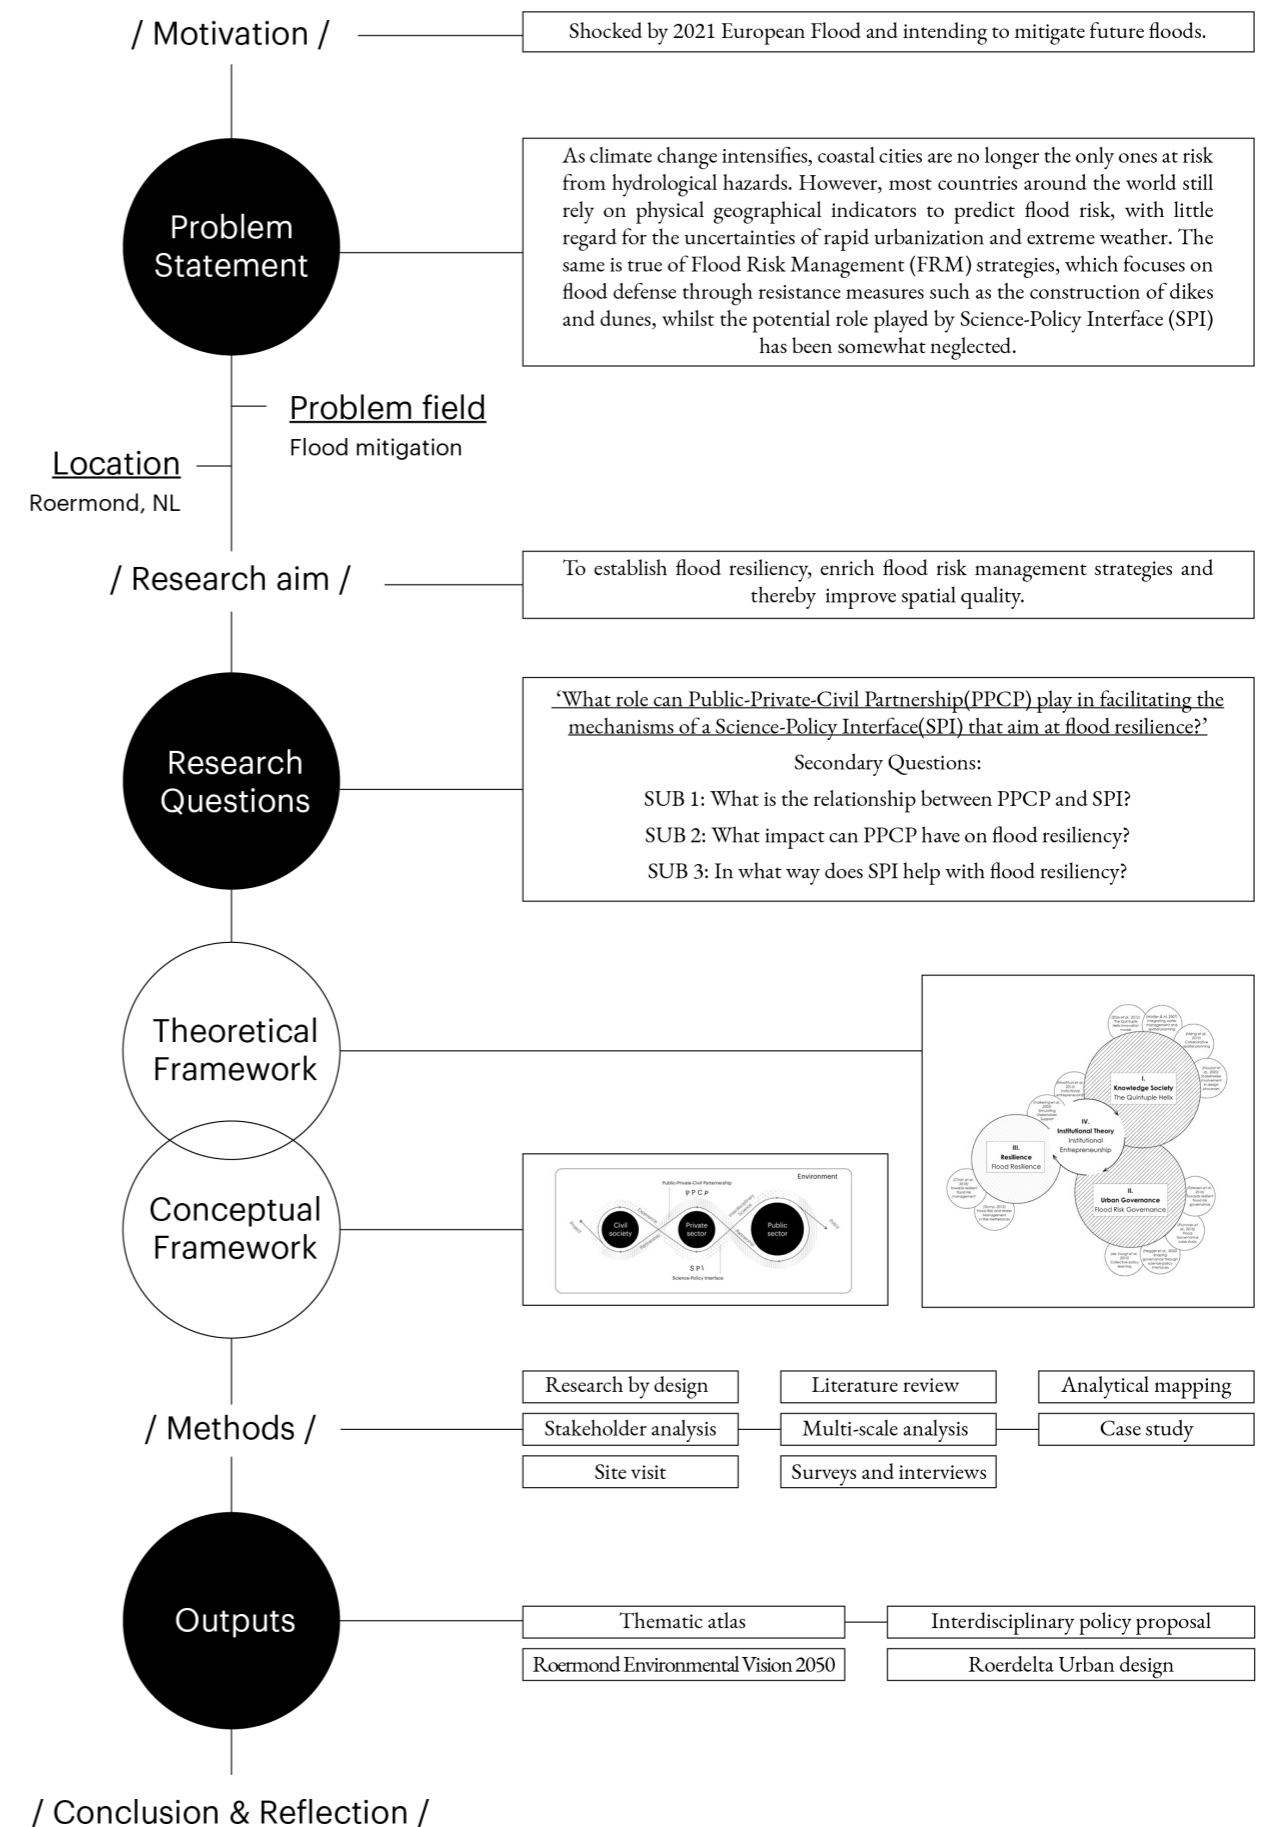 / Motivation /
Shocked by 2021 European Flood and intending to mitigate future floods.
Problem
Statement
As climate change intensifies, coastal cities are no longer the only ones at risk
from hydrological hazards. However, most countries around the world still
rely on physical geographical indicators to predict flood risk, with little
regard for the uncertainties of rapid urbanization and extreme weather. The
same is true of Flood Risk Management (FRM) strategies, which focuses on
flood defense through resistance measures such as the construction of dikes
and dunes, whilst the potential role played by Science-Policy Interface (SPI)
has been somewhat neglected.
Problem field
Flood mitigation
Location
Roermond, NL
/ Research aim /
To establish flood resiliency, enrich flood risk management strategies and
thereby improve spatial quality.
Research
Questions
‘What role can Public-Private-Civil Partnership(PPCP) play in facilitating the
mechanisms of a Science-Policy Interface(SPI) that aim at flood resilience?’
Secondary Questions:
SUB 1: What is the relationship between PPCP and SPI?
SUB 2: What impact can PPCP have on flood resiliency?
SUB 3: In what way does SPI help with flood resiliency?
Theoretical
Framework
I.
Knowledge Society
The Quintuple Helix
IV.
Institutional Theory
Institutional
Entrepreneurship
III.
Resilience
Flood Resilience
II.
Urban Governance
Flood Risk Governance
Conceptual
Framework
Environment
Public-Private-Civil Partenership
PPCP
Civil
society
Private
sector
Public
sector
SPI
Science-Policy Interface
/ Methods /
Research by design
Literature review
Analytical mapping
Stakeholder analysis
Multi-scale analysis
Case study
Site visit
Surveys and interviews
Outputs
Thematic atlas
Interdisciplinary policy proposal
Roermond Environmental Vision 2050
Roerdelta Urban design
/ Conclusion & Reflection /